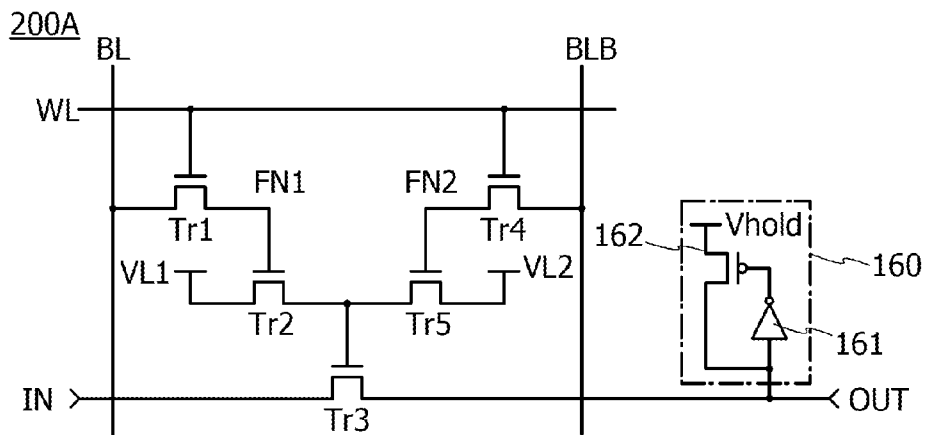 200A
BL
BLB
WL
FN1
FN2
Tr1
Tr4
Vhold
162
160
VL1
VL2
Tr2
Tr5
161
IN
Tr3
OUT